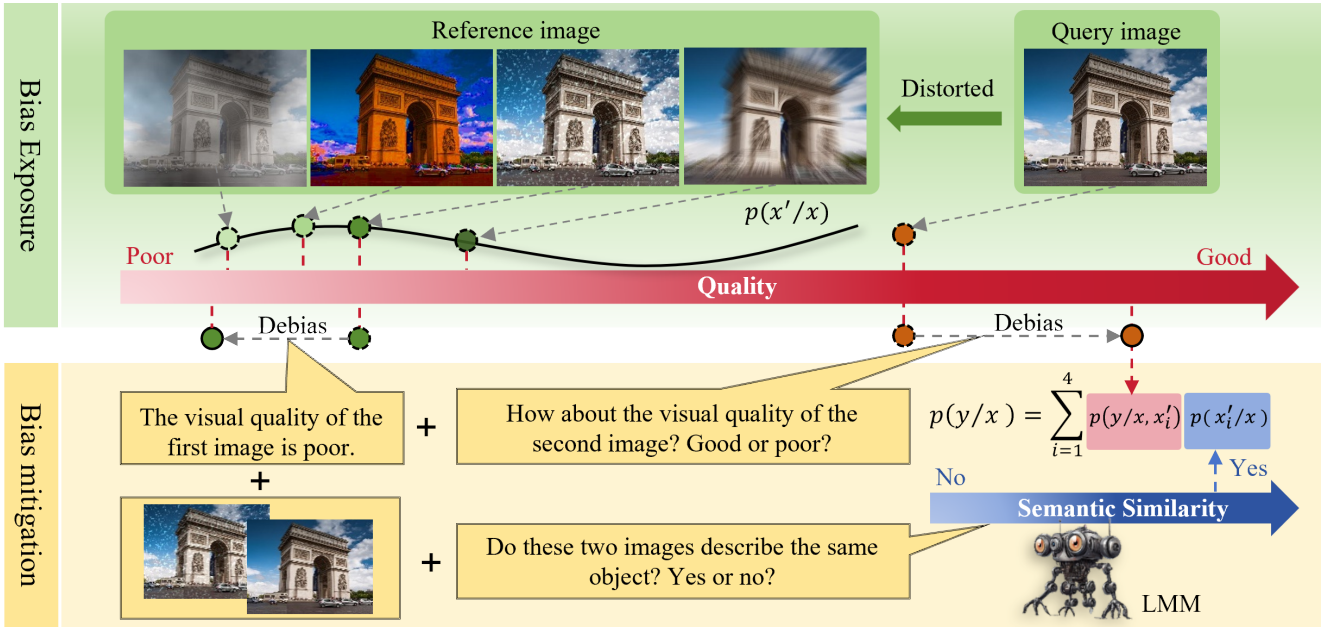 Bias Exposure
Reference image
Query image
Distorted
p(x′/x)
Poor
Good
Quality
Debias
Debias
Bias mitigation
The visual quality of the
first image is poor.
+
How about the visual quality of the
second image? Good or poor?
p(y/x) = ∑_{i=1}^{4} p(y/x, x′_i) p(x′_i/x)
+
No
Yes
Semantic Similarity
+
Do these two images describe the same
object? Yes or no?
LMM